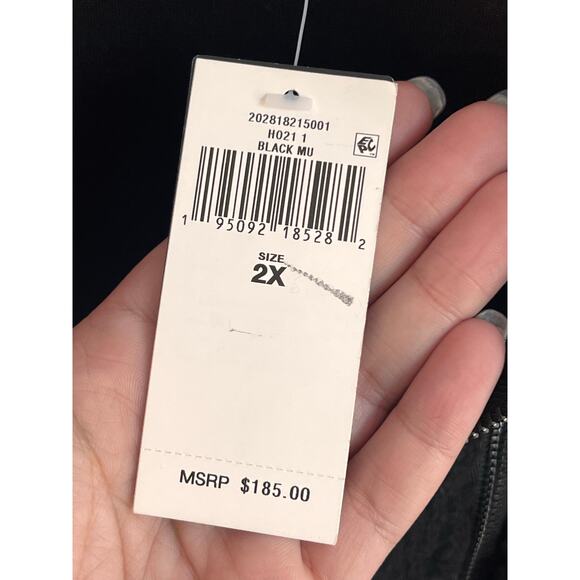 202818215001
H021 1
BLACK MU
1 95092 18528 2
SIZE
2X
MSRP $185.00